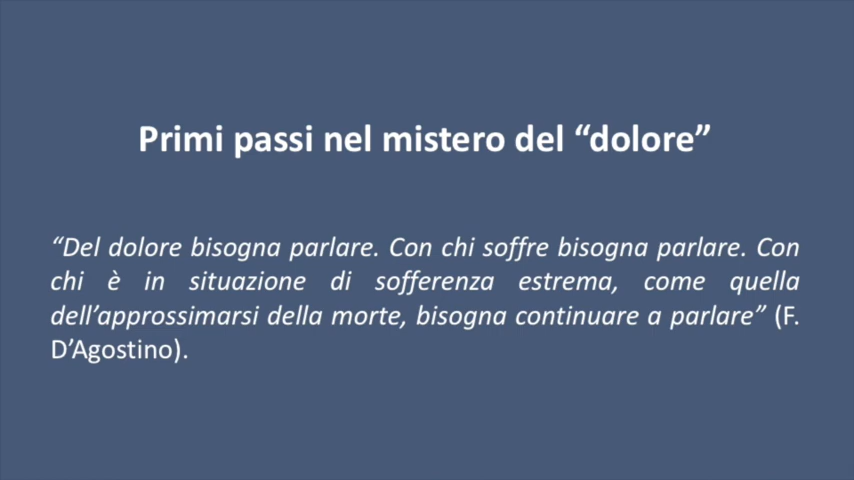 Primi passi nel mistero del “dolore”
“Del dolore bisogna parlare. Con chi soffre bisogna parlare. Con
chi è in situazione di sofferenza estrema, come quella
dell’approssimarsi della morte, bisogna continuare a parlare” (F.
D’Agostino).